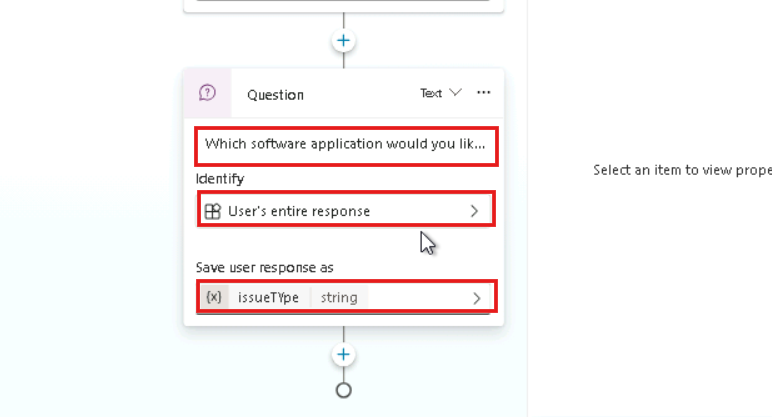 Question
Text
Which software application would you lik...
Identify
User's entire response
Save user response as
{x} issueTYpe string
Select an item to view prope